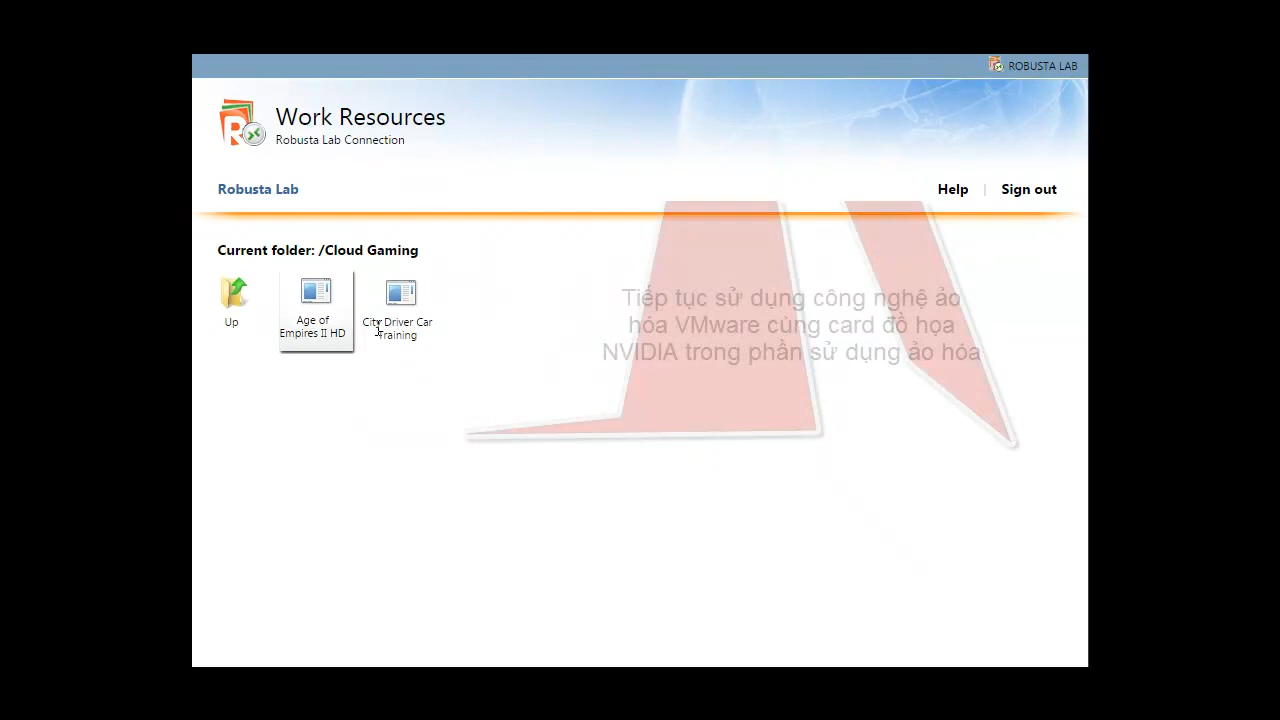 ROBUSTA LAB
Work Resources
Robusta Lab Connection
Robusta Lab
Help
Sign out
Current folder: /Cloud Gaming
Up
Age of
Empires II HD
City Driver Car
Training
Tiếp tục sử dụng công nghệ ảo
hóa VMware cùng card đồ họa
NVIDIA trong phần sử dụng ảo hóa